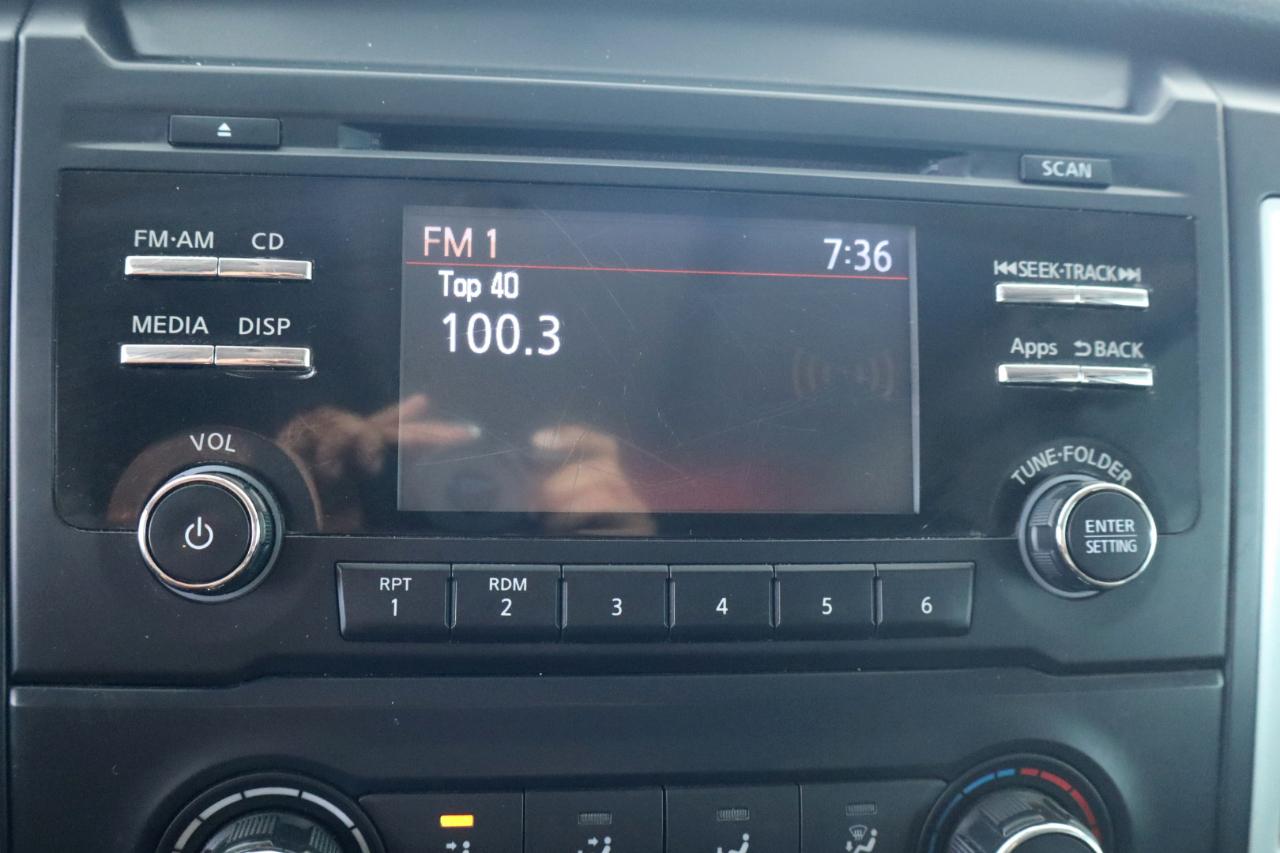 SCAN
FM·AM CD
MEDIA DISP
VOL
FM 1 7:36
Top 40
100.3
SEEK·TRACK
Apps BACK
TUNE·FOLDER
ENTER
SETTING
RPT
1
RDM
2
3
4
5
6